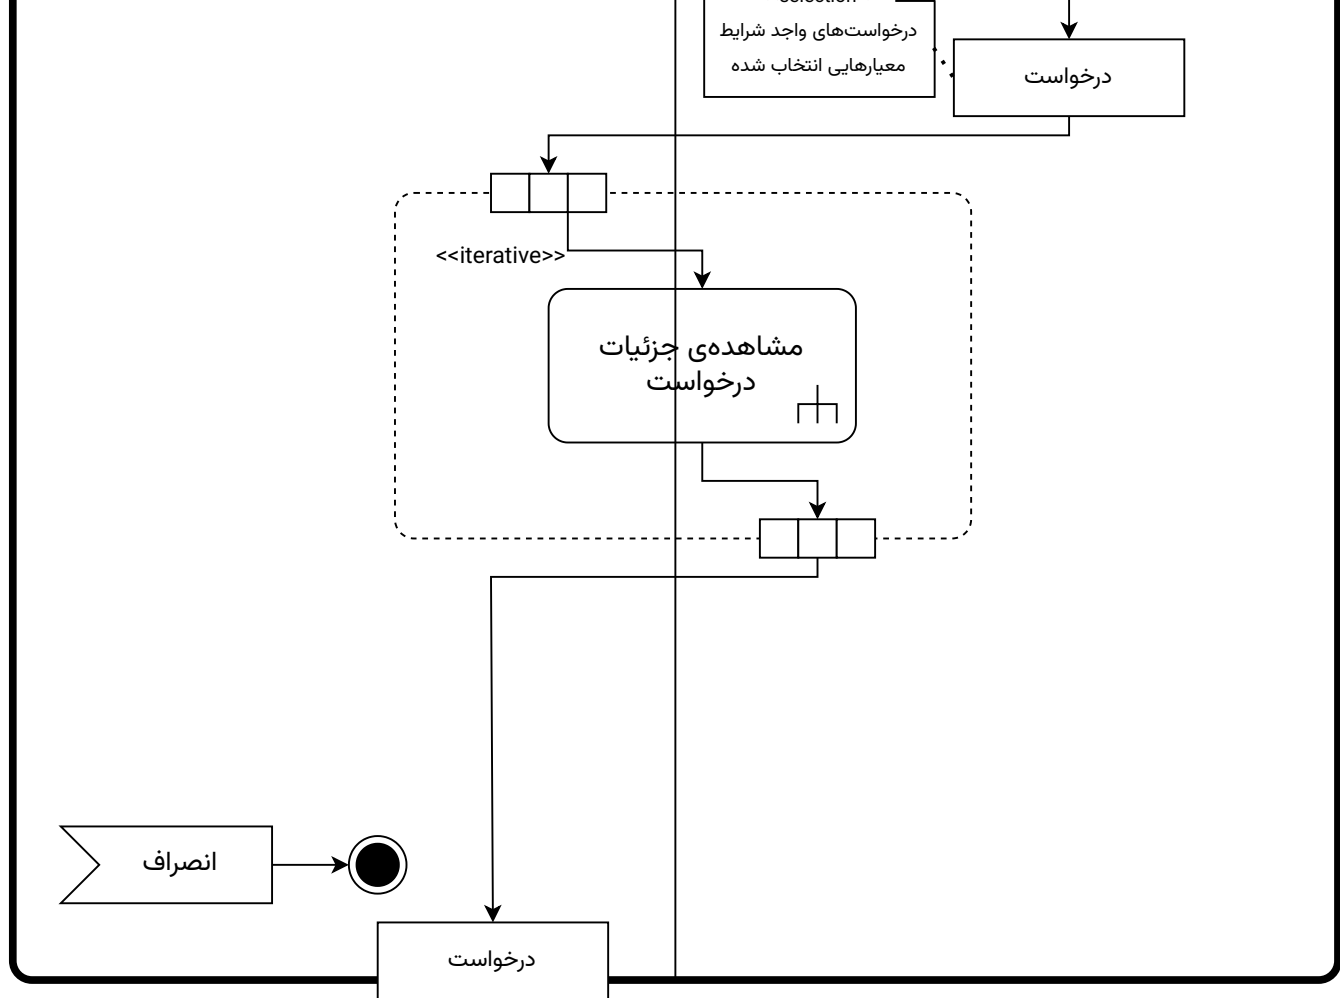 درخواست‌های واجد شرایط
معیارهایی انتخاب شده
درخواست
<<iterative>>
مشاهده‌ی جزئیات
درخواست
انصراف
درخواست